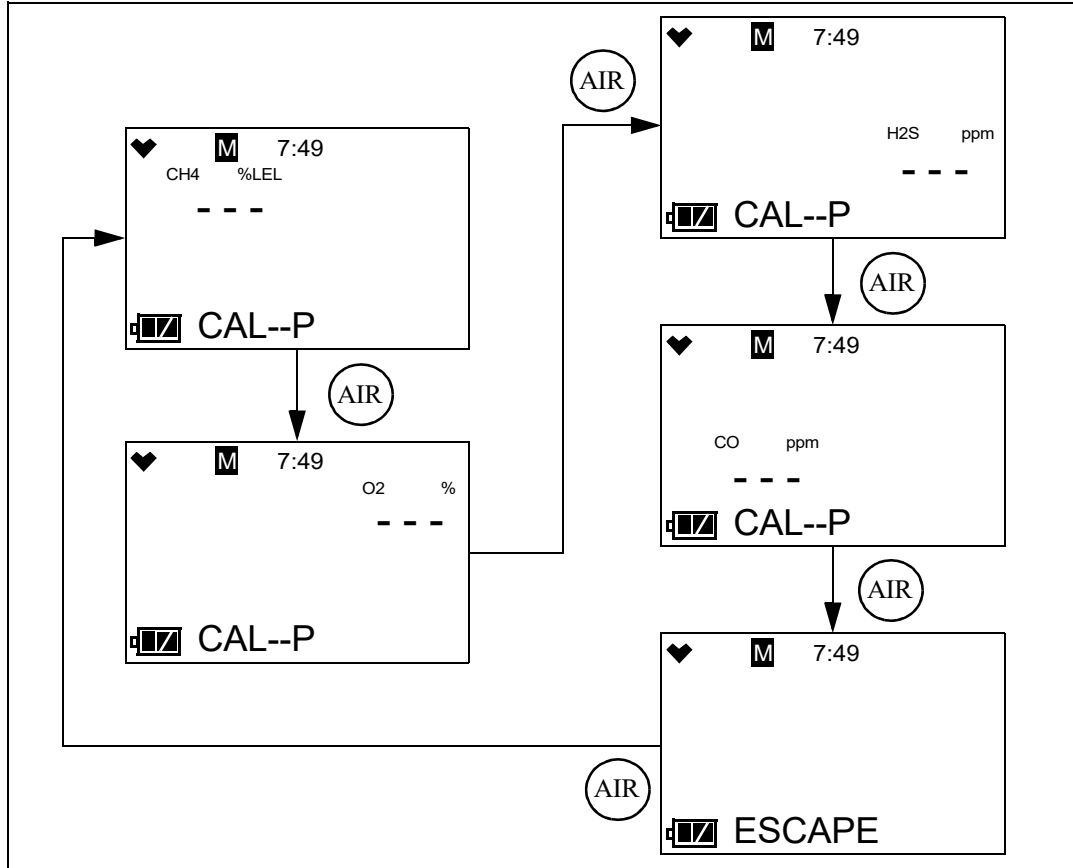 M 7:49
CH4 %LEL
- - -
CAL--P
AIR
M 7:49
O2 %
- - -
CAL--P
AIR
M 7:49
H2S ppm
- - -
CAL--P
AIR
M 7:49
CO ppm
- - -
CAL--P
AIR
M 7:49
ESCAPE
AIR